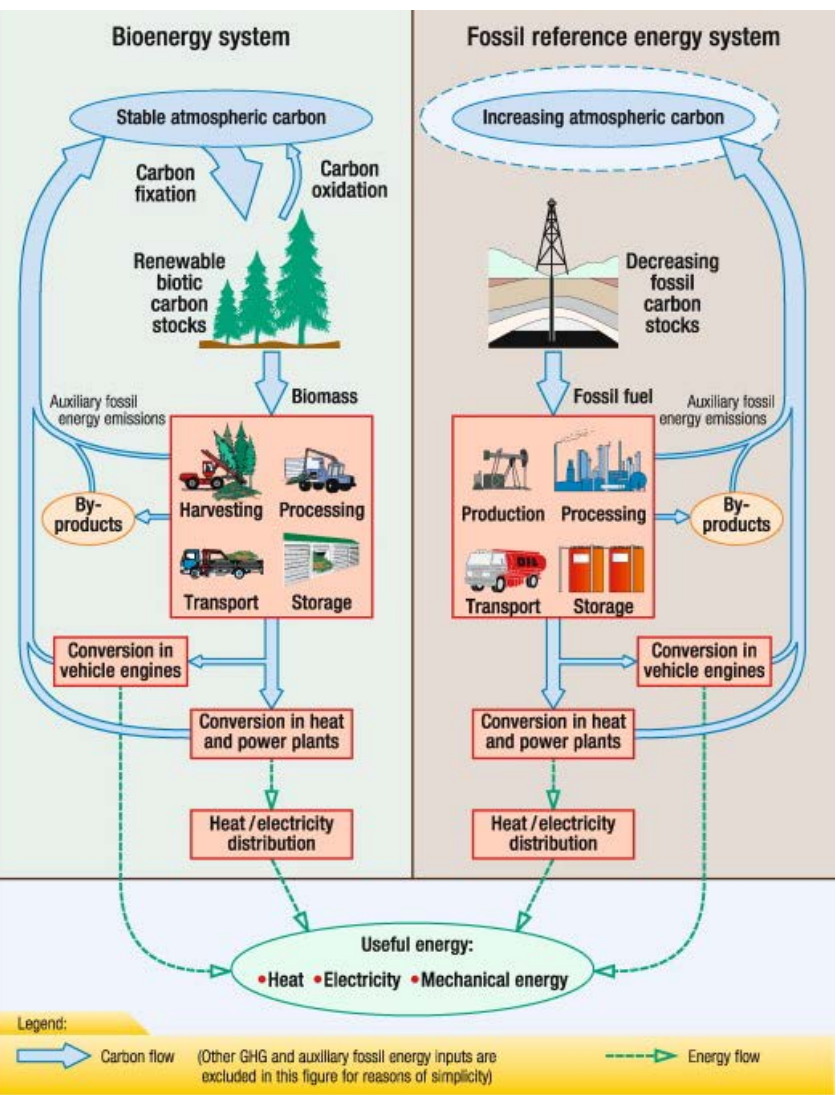 Bioenergy system
Stable atmospheric carbon
Carbon
fixation
Carbon
oxidation
Renewable
biotic
carbon
stocks
Biomass
Auxiliary fossil
energy emissions
Harvesting
Processing
By-
products
Transport
Storage
Conversion in
vehicle engines
Conversion in heat
and power plants
Heat/electricity
distribution
Fossil reference energy system
Increasing atmospheric carbon
Decreasing
fossil
carbon
stocks
Fossil fuel
Auxiliary fossil
energy emissions
Production
Processing
By-
products
OIL
Transport
Storage
Conversion in
vehicle engines
Conversion in heat
and power plants
Heat/electricity
distribution
Useful energy:
•Heat •Electricity •Mechanical energy
Legend:
Carbon flow
(Other GHG and auxiliary fossil energy inputs are
excluded in this figure for reasons of simplicity)
Energy flow